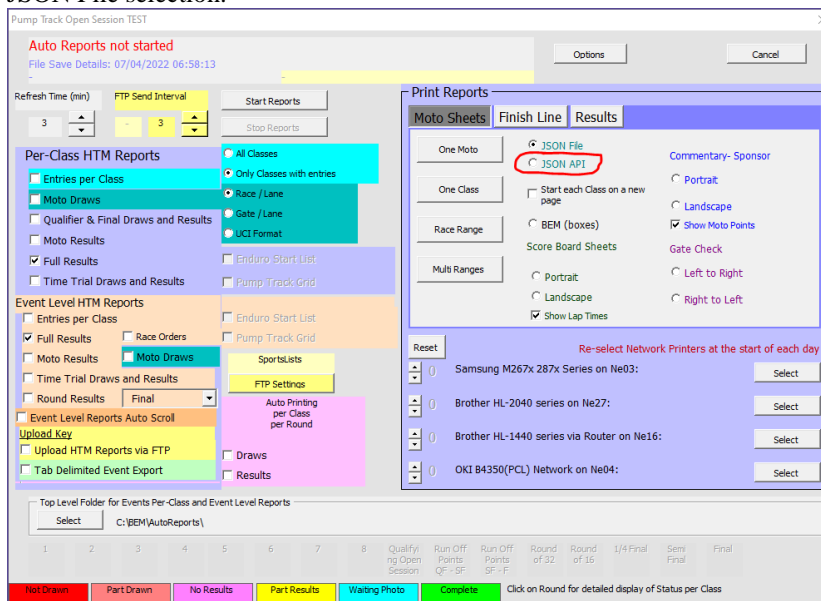 JSON File selection.
Pump Track Open Session TEST
Auto Reports not started
File Save Details: 07/04/2022 06:58:13
-
-
Options
Cancel
Refresh Time (min)
FTP Send Interval
3
-
3
Start Reports
Stop Reports
Per-Class HTM Reports
Entries per Class
Moto Draws
Qualifier & Final Draws and Results
Moto Results
Full Results
Time Trial Draws and Results
All Classes
Only Classes with entries
Race / Lane
Gate / Lane
UCI Format
Enduro Start List
Pump Track Grid
Event Level HTM Reports
Entries per Class
Full Results
Race Orders
Moto Results
Moto Draws
Time Trial Draws and Results
Round Results
Final
Event Level Reports Auto Scroll
Upload Key
Upload HTM Reports via FTP
Tab Delimited Event Export
Enduro Start List
Pump Track Grid
SportsLists
FTP Settings
Auto Printing
per Class
per Round
Draws
Results
Print Reports
Moto Sheets
Finish Line
Results
One Moto
One Class
Race Range
Multi Ranges
JSON File
JSON API
Start each Class on a new
page
BEM (boxes)
Score Board Sheets
Portrait
Landscape
Show Lap Times
Commentary- Sponsor
Portrait
Landscape
Show Moto Points
Gate Check
Left to Right
Right to Left
Reset
Re-select Network Printers at the start of each day
0 Samsung M267x 287x Series on Ne03:
Select
0 Brother HL-2040 series on Ne27:
Select
0 Brother HL-1440 series via Router on Ne16:
Select
0 OKI B4350(PCL) Network on Ne04:
Select
Top Level Folder for Events Per-Class and Event Level Reports
Select
C:\BEM\AutoReports\
1 2 3 4 5 6 7 8
Qualifyi
ng Open
Session
Run Off
Points
QF - SF
Run Off
Points
SF - F
Round
of 32
Round
of 16
1/4 Final
Semi
Final
Final
Not Drawn
Part Drawn
No Results
Part Results
Waiting Photo
Complete
Click on Round for detailed display of Status per Class